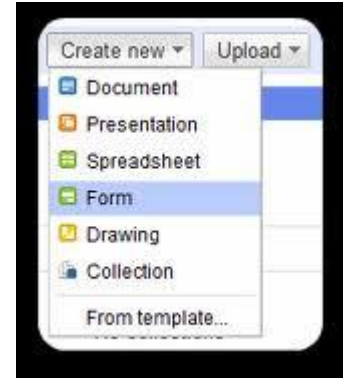 Create new Upload
Document
Presentation
Spreadsheet
Form
Drawing
Collection
From template...